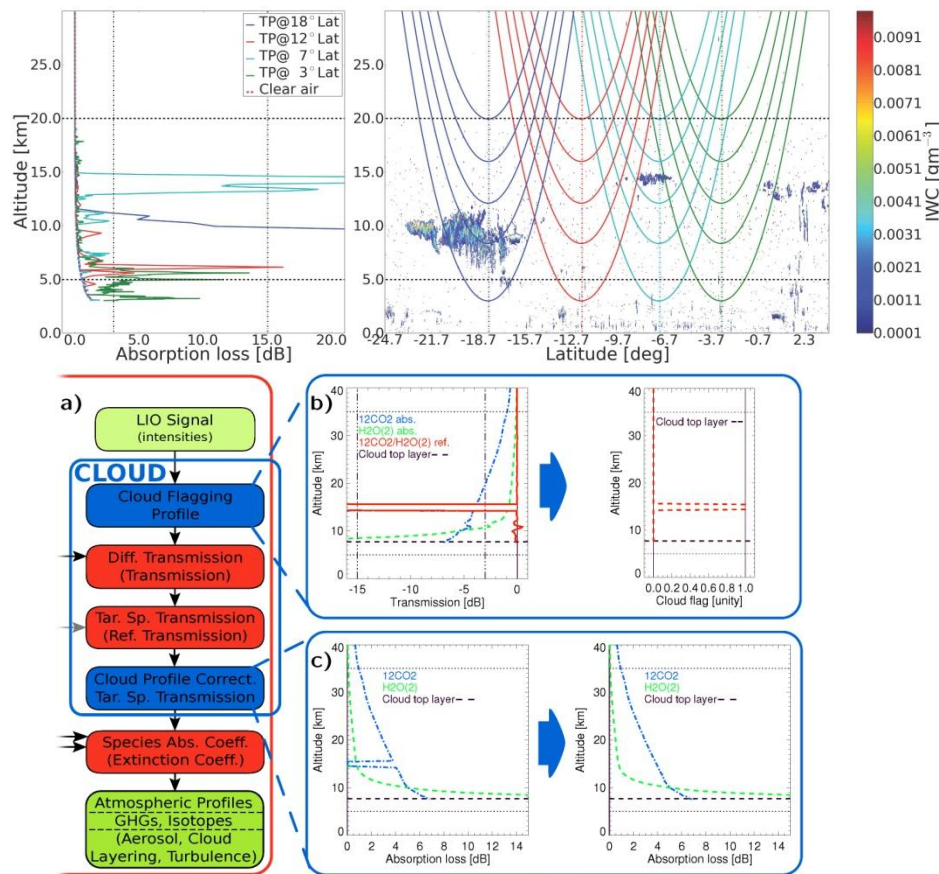 TP@18°Lat
TP@12°Lat
TP@ 7°Lat
TP@ 3°Lat
Clear air
Altitude [km]
25.0
20.0
15.0
10.0
5.0
0.0
0.0 5.0 10.0 15.0 20.0
Absorption loss [dB]
25.0
20.0
15.0
10.0
5.0
0.0
-24.7 -21.7 -18.7 -15.7 -12.7 -9.7 -6.7 -3.7 -0.7 2.3
Latitude [deg]
0.0091
0.0081
0.0071
0.0061
0.0051
0.0041
0.0031
0.0021
0.0011
0.0001
IWC [gm⁻³]
a)
LIO Signal
(intensities)
CLOUD
Cloud Flagging
Profile
Diff. Transmission
(Transmission)
Tar. Sp. Transmission
(Ref. Transmission)
Cloud Profile Correct.
Tar. Sp. Transmission
Species Abs. Coeff.
(Extinction Coeff.)
Atmospheric Profiles
GHGs, Isotopes
(Aerosol, Cloud
Layering, Turbulence)
b)
12CO2 abs.
H2O(2) abs.
12CO2/H2O(2) ref.
Cloud top layer
Altitude [km]
40
30
20
10
0
-15 -10 -5 0
Transmission [dB]
Cloud top layer
Altitude [km]
40
30
20
10
0
0.0 0.2 0.4 0.6 0.8 1.0
Cloud flag [unity]
c)
12CO2
H2O(2)
Cloud top layer
Altitude [km]
40
30
20
10
0
0 2 4 6 8 10 12 14
Absorption loss [dB]
12CO2
H2O(2)
Cloud top layer
Altitude [km]
40
30
20
10
0
0 2 4 6 8 10 12 14
Absorption loss [dB]